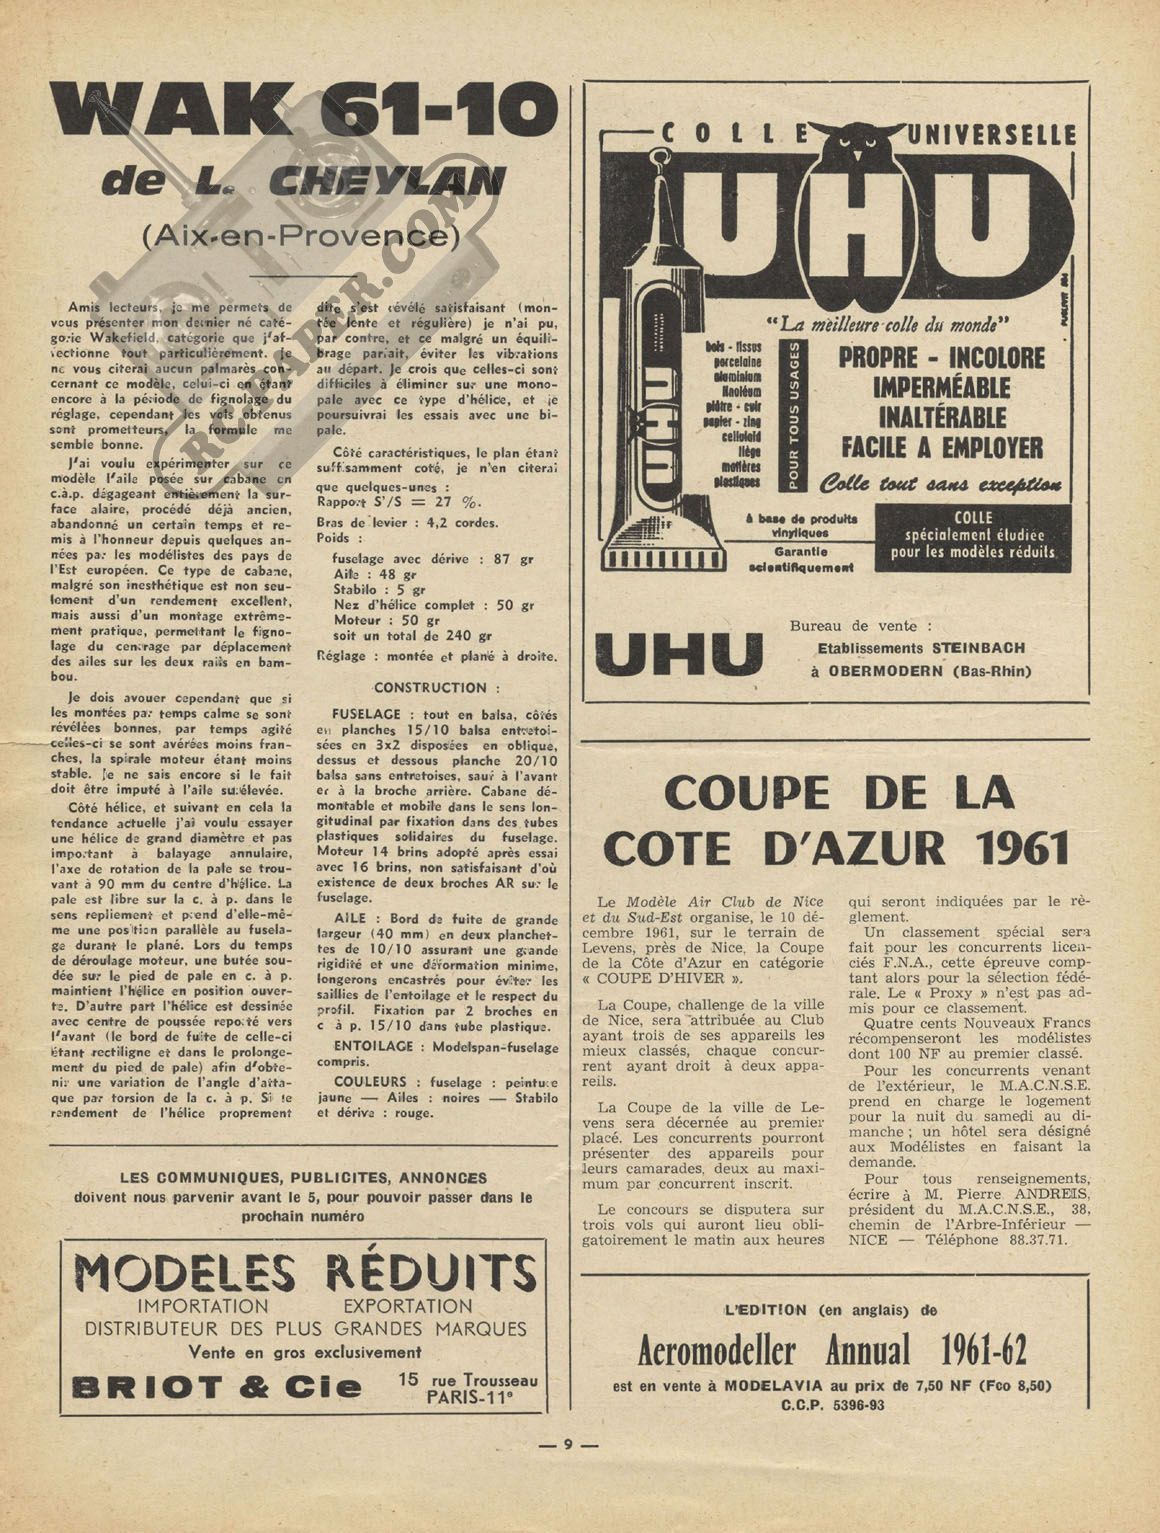 WAK 61-10
de L. CHEYLAN
(Aix-en-Provence)
Amis lecteurs, je me permets de
vous présenter mon dernier né caté-
gorie Wakefield, catégorie que j'af-
fectionne tout particulièrement. Je
ne vous citerai aucun palmarès con-
cernant ce modèle, celui-ci en étant
encore à la période de fignolage du
réglage, cependant les vols obtenus
sont prometteurs, la formule me
semble bonne.
J'ai voulu expérimenter sur ce
modèle l'aile posée sur cabane en
c.à.p. dégageant entièrement la sur-
face alaire, procédé déjà ancien,
abandonné un certain temps et re-
mis à l'honneur depuis quelques an-
nées par les modélistes des pays de
l'Est européen. Ce type de cabane,
malgré son inesthétique est non seu-
lement d'un rendement excellent,
mais aussi d'un montage extrême-
ment pratique, permettant le figno-
lage du centrage par déplacement
des ailes sur les deux rails en bam-
bou.
Je dois avouer cependant que si
les montées par temps calme se sont
révélées bonnes, par temps agité
celles-ci se sont avérées moins fran-
ches, la spirale moteur étant moins
stable. Je ne sais encore si le fait
doit être imputé à l'aile surélevée.
Côté hélice, et suivant en cela la
tendance actuelle j'ai voulu essayer
une hélice de grand diamètre et pas
important à balayage annulaire,
l'axe de rotation de la pale se trou-
vant à 90 mm du centre d'hélice. La
pale est libre sur la c. à p. dans le
sens repliement et prend d'elle-mê-
me une position parallèle au fusela-
ge durant le plané. Lors du temps
de déroulage moteur, une butée sou-
dée sur le pied de pale en c. à p.
maintient l'hélice en position ouver-
te. D'autre part l'hélice est dessinée
avec centre de poussée reporté vers
l'avant (le bord de fuite de celle-ci
étant rectiligne et dans le prolonge-
ment du pied de pale) afin d'obte-
nir une variation de l'angle d'atta-
que par torsion de la c. à p. Si le
rendement de l'hélice proprement
dite s'est révélé satisfaisant (mon-
tée lente et régulière) je n'ai pu,
par contre, et ce malgré un équili-
brage parfait, éviter les vibrations
au départ. Je crois que celles-ci sont
difficiles à éliminer sur une mono-
pale avec ce type d'hélice, et je
poursuivrai les essais avec une bi-
pale.
Côté caractéristiques, le plan étant
suffisamment coté, je n'en citerai
que quelques-unes :
Rapport S'/S = 27 %.
Bras de levier : 4,2 cordes.
Poids :
fuselage avec dérive : 87 gr
Aile : 48 gr
Stabilo : 5 gr
Nez d'hélice complet : 50 gr
Moteur : 50 gr
soit un total de 240 gr
Réglage : montée et plané à droite.
CONSTRUCTION :
FUSELAGE : tout en balsa, côtés
en planches 15/10 balsa entretoi-
sées en 3x2 disposées en oblique,
dessus et dessous planche 20/10
balsa sans entretoises, sauf à l'avant
et à la broche arrière. Cabane dé-
montable et mobile dans le sens lon-
gitudinal par fixation dans des tubes
plastiques solidaires du fuselage.
Moteur 14 brins adopté après essai
avec 16 brins, non satisfaisant d'où
existence de deux broches AR sur le
fuselage.
AILE : Bord de fuite de grande
largeur (40 mm) en deux planchet-
tes de 10/10 assurant une grande
rigidité et une déformation minime,
longerons encastrés pour éviter les
saillies de l'entoilage et le respect du
profil. Fixation par 2 broches en
c à p. 15/10 dans tube plastique.
ENTOILAGE : Modelspan-fuselage
compris.
COULEURS : fuselage : peinture
jaune — Ailes : noires — Stabilo
et dérive : rouge.
LES COMMUNIQUES, PUBLICITES, ANNONCES
doivent nous parvenir avant le 5, pour pouvoir passer dans le
prochain numéro
MODELES RÉDUITS
IMPORTATION EXPORTATION
DISTRIBUTEUR DES PLUS GRANDES MARQUES
Vente en gros exclusivement
BRIOT & Cie 15 rue Trousseau
PARIS-11e
COLLE UNIVERSELLE
UHU
PUBLIVIT
"La meilleure colle du monde"
bois - tissus
porcelaine
aluminium
linoléum
plâtre - cuir
papier - zing
celluloïd
liège
matières
plastiques
POUR TOUS USAGES
UHU
PROPRE - INCOLORE
IMPERMÉABLE
INALTÉRABLE
FACILE A EMPLOYER
Colle tout sans exception
à base de produits
vinyliques
Garantie
scientifiquement
COLLE
spécialement étudiée
pour les modèles réduits
UHU
Bureau de vente :
Etablissements STEINBACH
à OBERMODERN (Bas-Rhin)
COUPE DE LA
COTE D'AZUR 1961
Le Modèle Air Club de Nice
et du Sud-Est organise, le 10 dé-
cembre 1961, sur le terrain de
Levens, près de Nice, la Coupe
de la Côte d'Azur en catégorie
« COUPE D'HIVER ».
La Coupe, challenge de la ville
de Nice, sera attribuée au Club
ayant trois de ses appareils les
mieux classés, chaque concur-
rent ayant droit à deux appa-
reils.
La Coupe de la ville de Le-
vens sera décernée au premier
placé. Les concurrents pourront
présenter des appareils pour
leurs camarades, deux au maxi-
mum par concurrent inscrit.
Le concours se disputera sur
trois vols qui auront lieu obli-
gatoirement le matin aux heures
qui seront indiquées par le rè-
glement.
Un classement spécial sera
fait pour les concurrents licen-
ciés F.N.A., cette épreuve comp-
tant alors pour la sélection fédé-
rale. Le « Proxy » n'est pas ad-
mis pour ce classement.
Quatre cents Nouveaux Francs
récompenseront les modélistes
dont 100 NF au premier classé.
Pour les concurrents venant
de l'extérieur, le M.A.C.N.S.E.
prend en charge le logement
pour la nuit du samedi au di-
manche ; un hôtel sera désigné
aux Modélistes en faisant la
demande.
Pour tous renseignements,
écrire à M. Pierre ANDREIS,
président du M.A.C.N.S.E., 38,
chemin de l'Arbre-Inférieur —
NICE — Téléphone 88.37.71.
L'EDITION (en anglais) de
Aeromodeller Annual 1961-62
est en vente à MODELAVIA au prix de 7,50 NF (Fco 8,50)
C.C.P. 5396-93
— 9 —
RCPAPER.COM